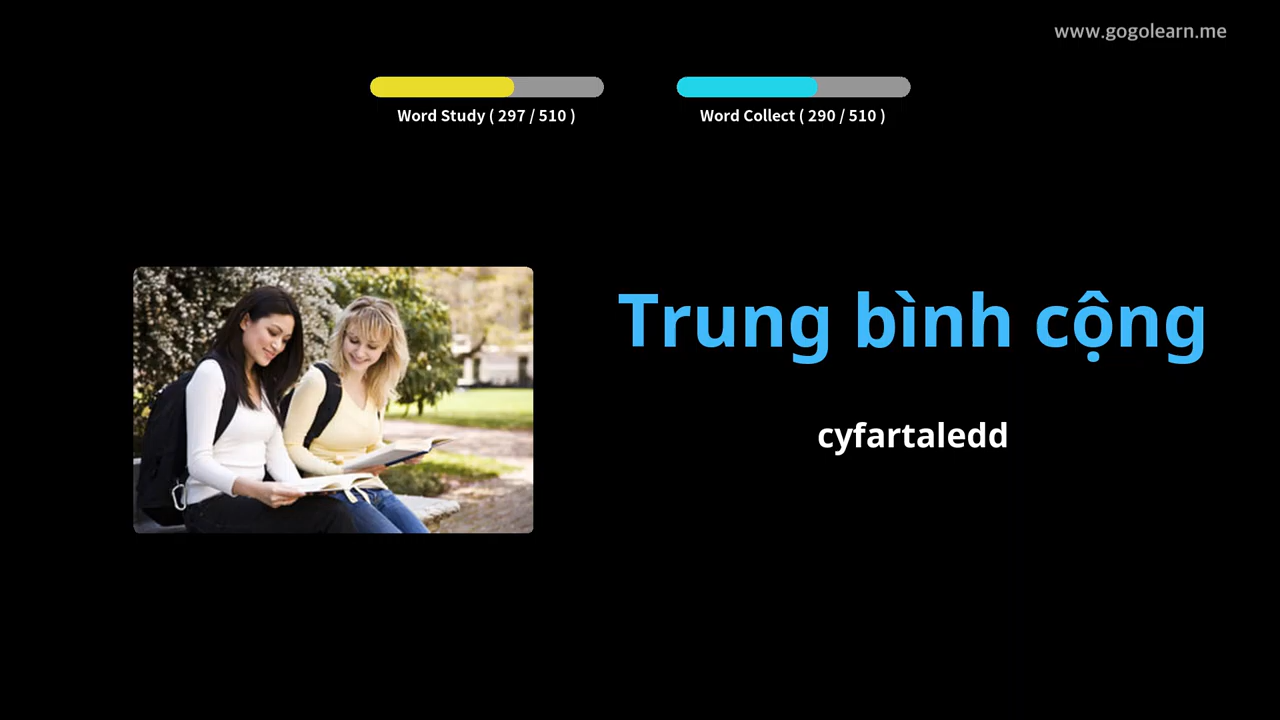 www.gogolearn.me
Word Study ( 297 / 510 )
Word Collect ( 290 / 510 )
Trung bình cộng
cyfartaledd